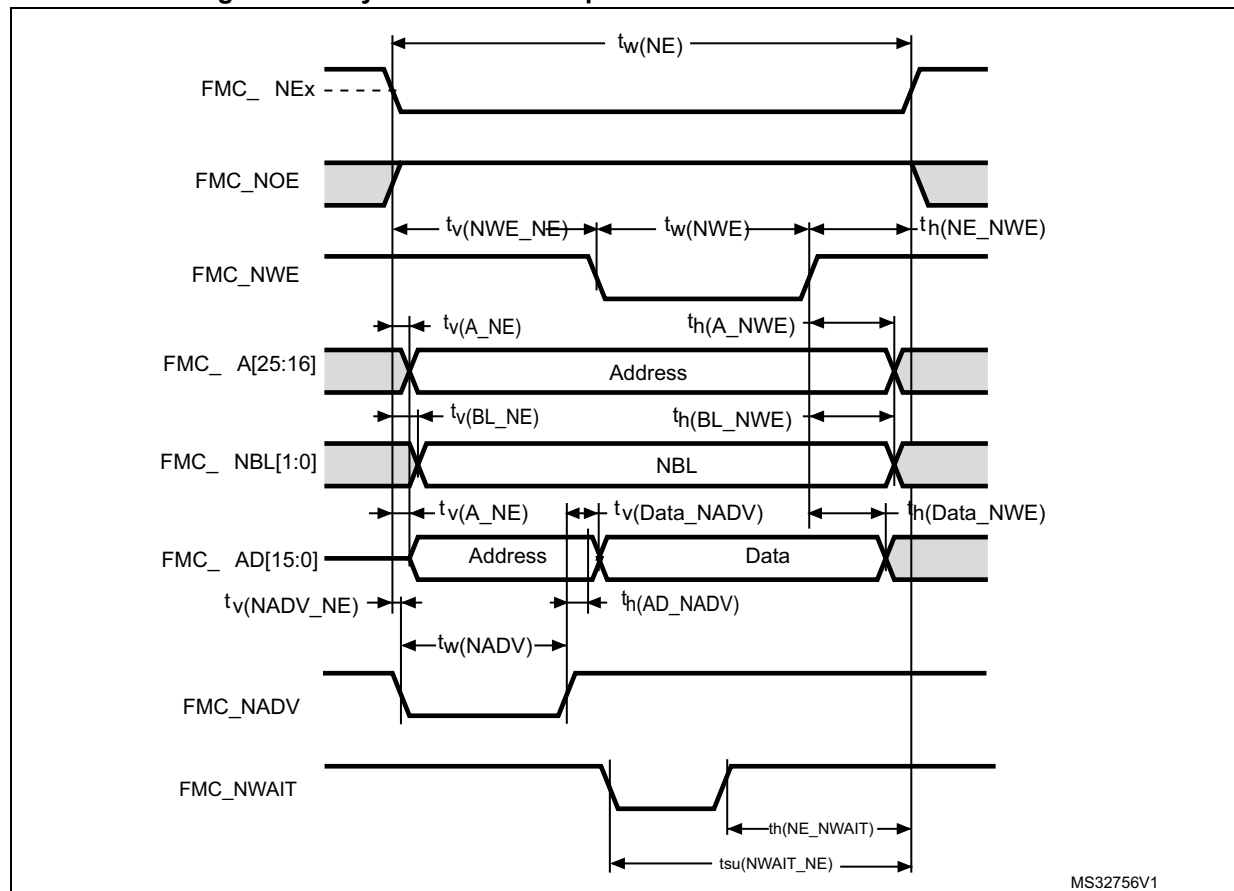 tw(NE)
FMC_ NEx
FMC_NOE
tv(NWE_NE) tw(NWE) th(NE_NWE)
FMC_NWE
tv(A_NE) th(A_NWE)
FMC_ A[25:16] Address
tv(BL_NE) th(BL_NWE)
FMC_ NBL[1:0] NBL
tv(A_NE) tv(Data_NADV) th(Data_NWE)
FMC_ AD[15:0] Address Data
tv(NADV_NE) th(AD_NADV)
tw(NADV)
FMC_NADV
FMC_NWAIT
th(NE_NWAIT)
tsu(NWAIT_NE)
MS32756V1